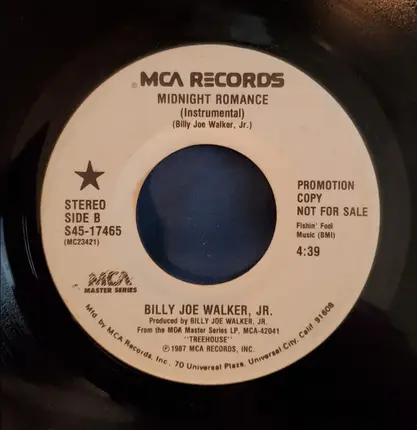 MCA RECORDS
MIDNIGHT ROMANCE
(Instrumental)
(Billy Joe Walker, Jr.)
STEREO
SIDE B
S45-17465
(MC23421)
PROMOTION
COPY
NOT FOR SALE
Fishin' Fool
Music (BMI)
4:39
MCA
MASTER SERIES
BILLY JOE WALKER, JR.
Produced by BILLY JOE WALKER, JR.
From the MCA Master Series LP, MCA-42041
"TREEHOUSE"
℗ 1987 MCA RECORDS, INC.
Mfd by MCA Records, Inc., 70 Universal Plaza, Universal City, Calif. 91608